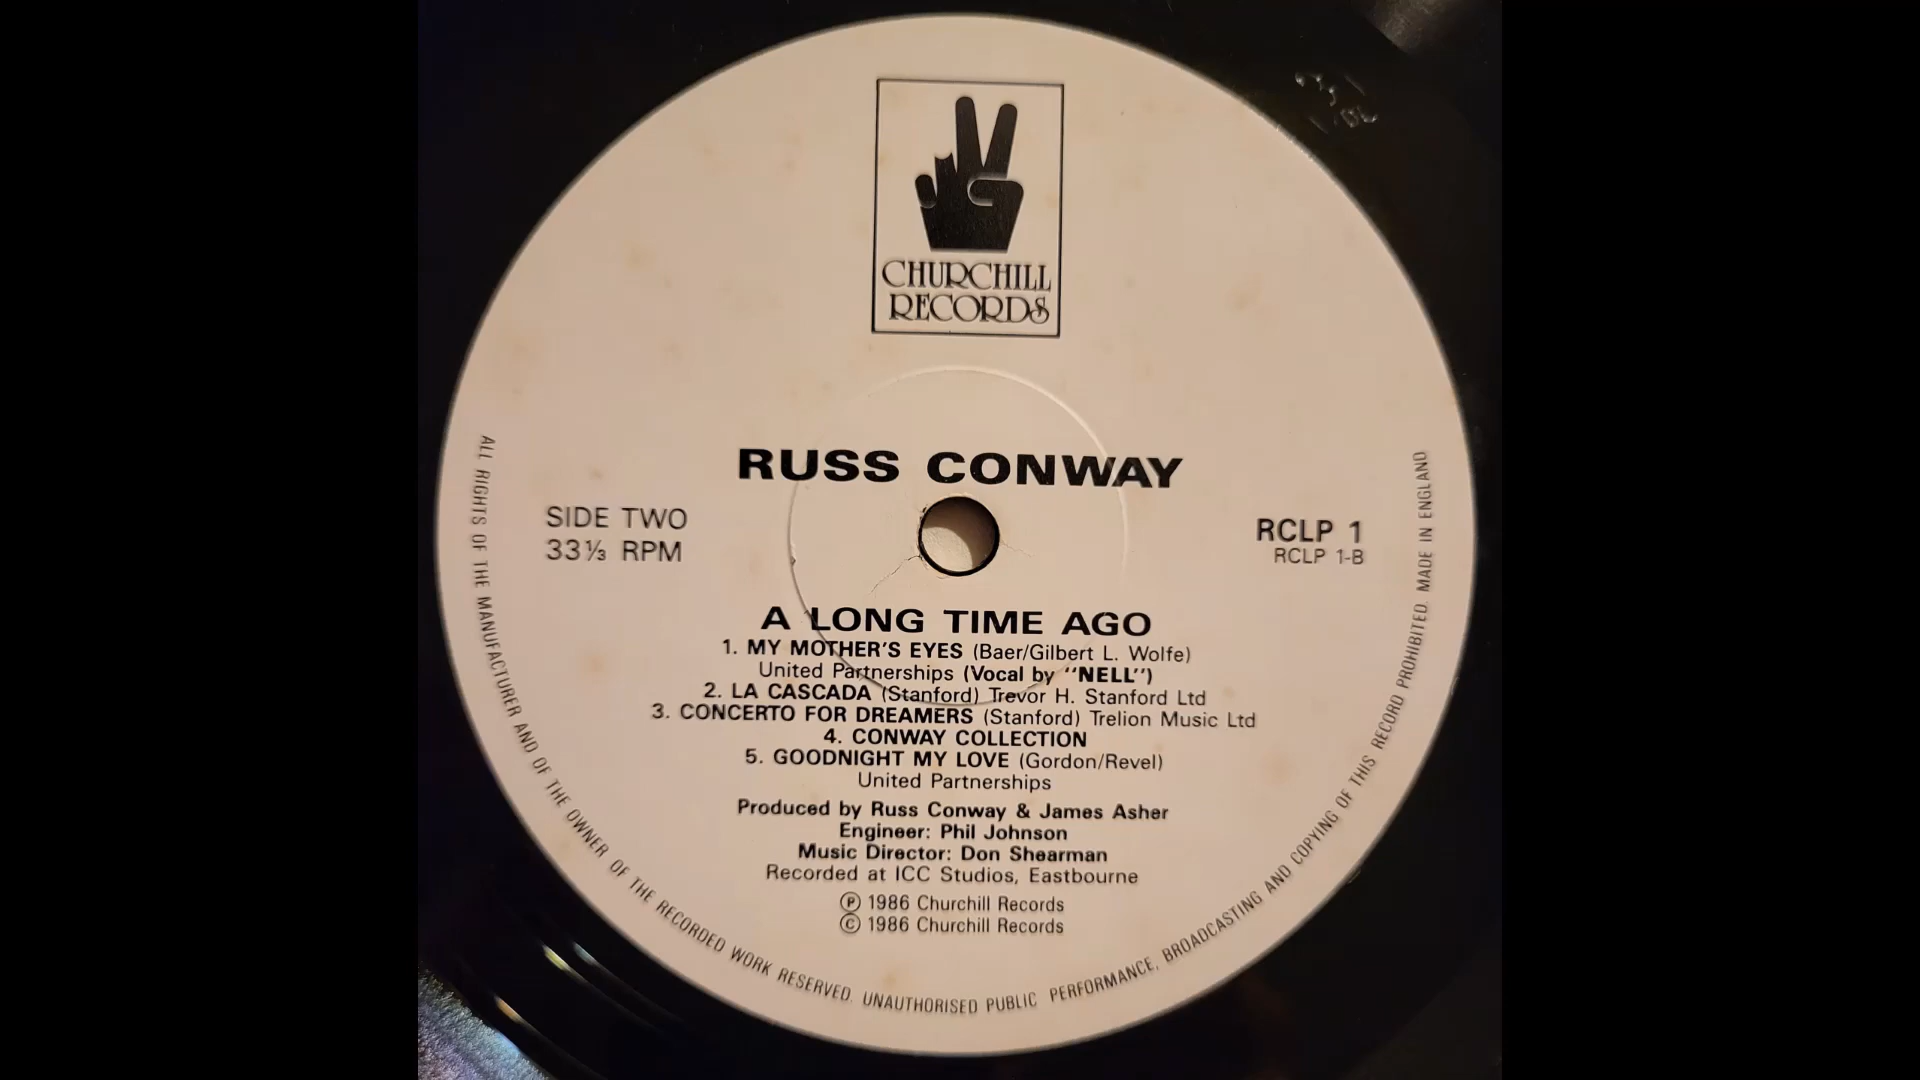 CHURCHILL
RECORDS
RUSS CONWAY
SIDE TWO
33⅓ RPM
RCLP 1
RCLP 1-B
A LONG TIME AGO
1. MY MOTHER'S EYES (Baer/Gilbert L. Wolfe)
United Partnerships (Vocal by "NELL")
2. LA CASCADA (Stanford) Trevor H. Stanford Ltd
3. CONCERTO FOR DREAMERS (Stanford) Trelion Music Ltd
4. CONWAY COLLECTION
5. GOODNIGHT MY LOVE (Gordon/Revel)
United Partnerships
Produced by Russ Conway & James Asher
Engineer: Phil Johnson
Music Director: Don Shearman
Recorded at ICC Studios, Eastbourne
Ⓟ 1986 Churchill Records
© 1986 Churchill Records
ALL RIGHTS OF THE MANUFACTURER AND OF THE OWNER OF THE RECORDED WORK RESERVED. UNAUTHORISED PUBLIC PERFORMANCE, BROADCASTING AND COPYING OF THIS RECORD PROHIBITED. MADE IN ENGLAND